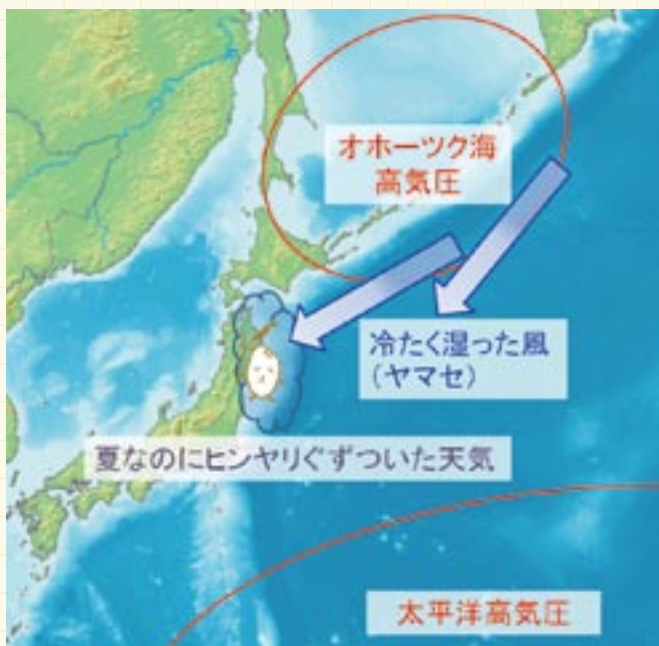 オホーツク海
高気圧
冷たく湿った風
（ヤマセ）
夏なのにヒンヤリぐずついた天気
太平洋高気圧